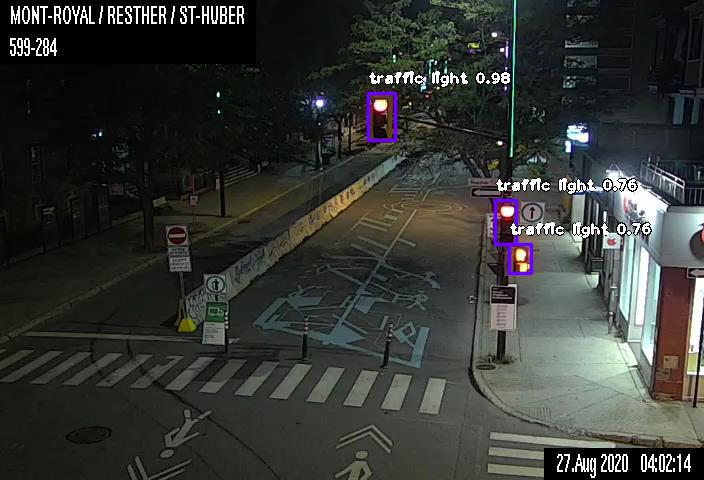 MONT-ROYAL / RESTHER / ST-HUBER
599-284
traffic light 0.98
traffic light 0.76
traffic light 0.76
27.Aug 2020 04:02:14